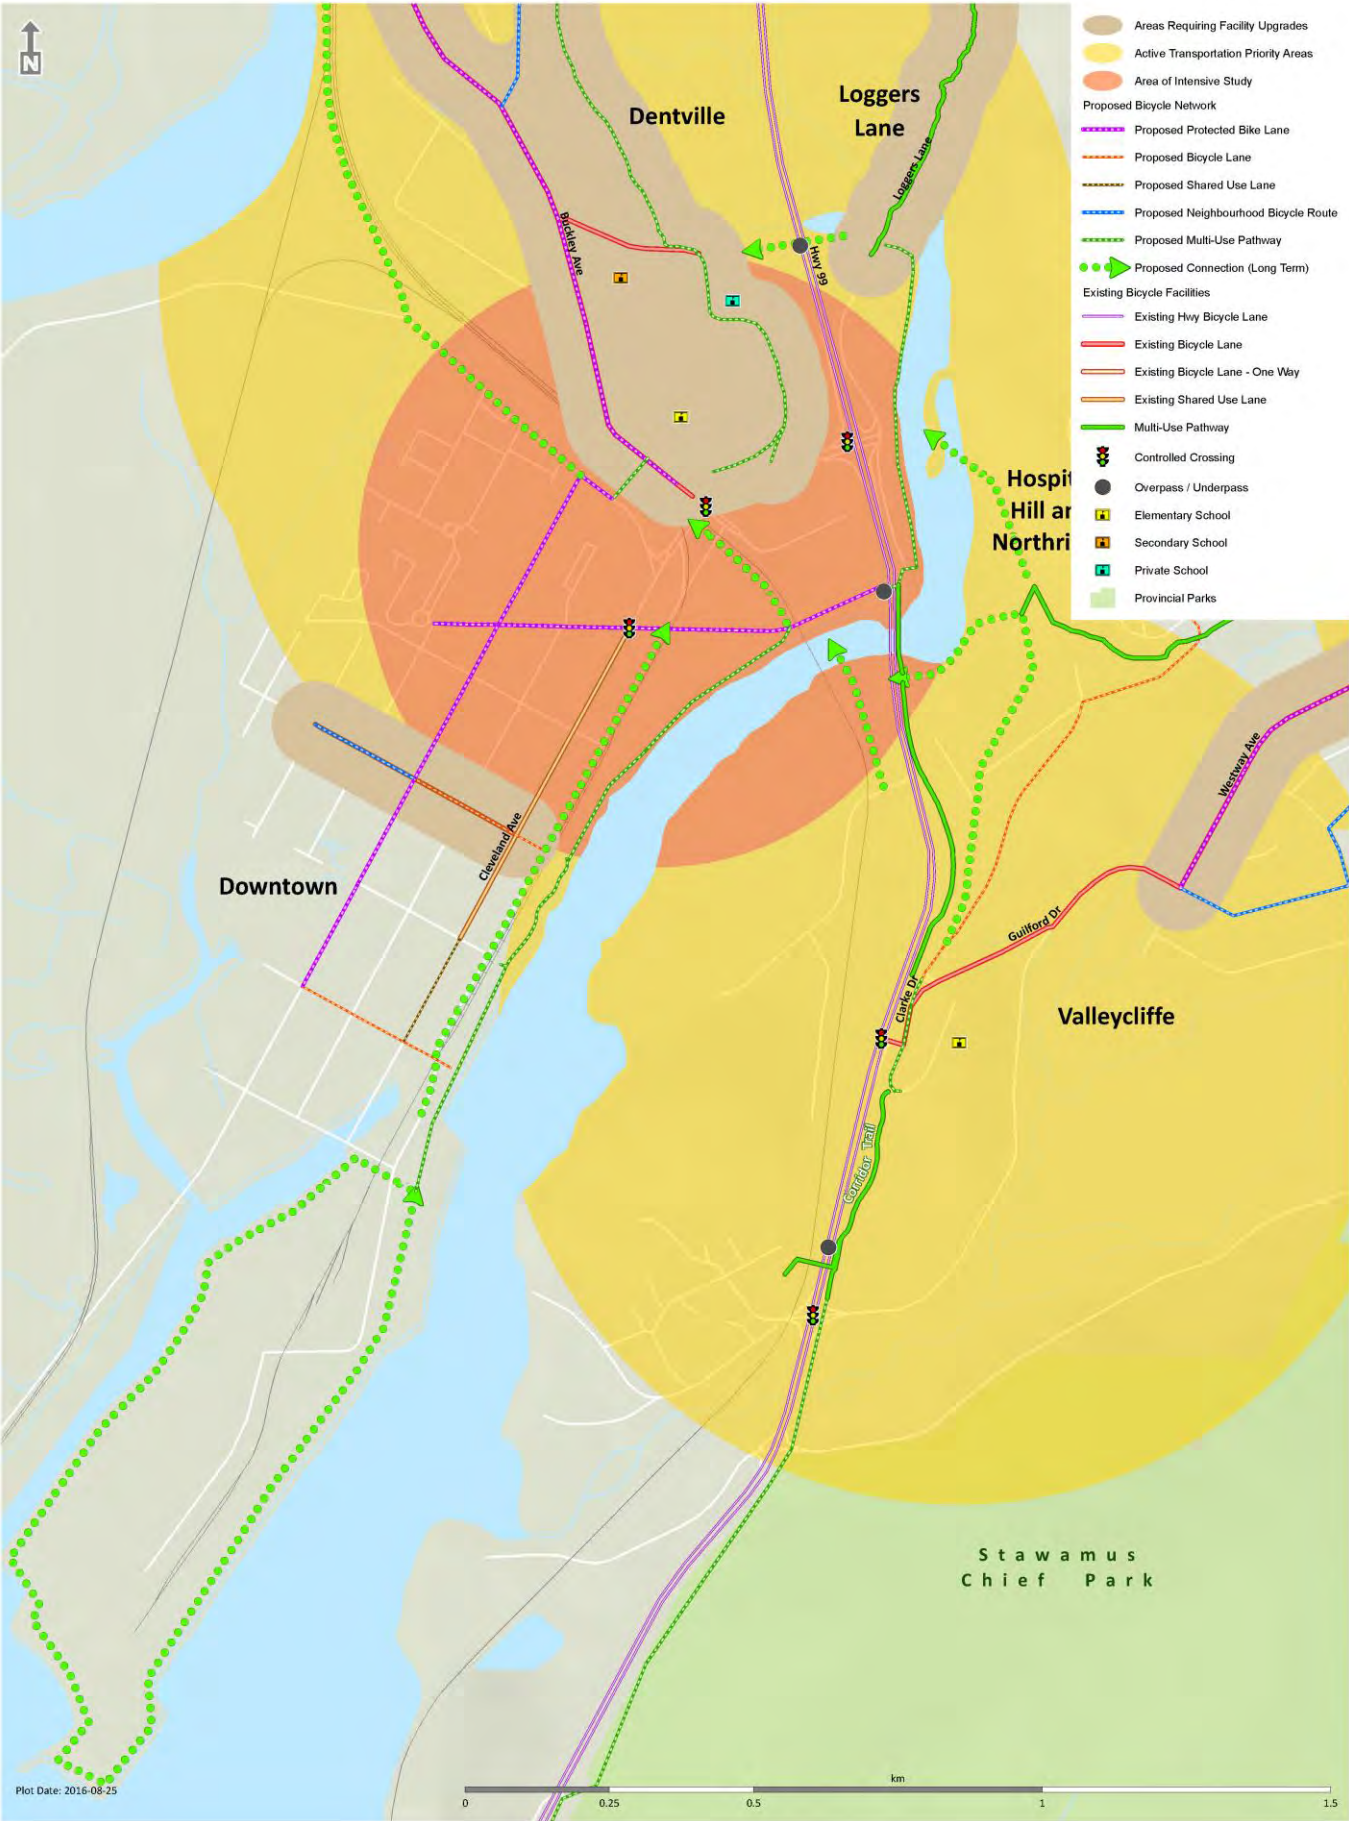 N
Dentville
Loggers
Lane
Loggers Lane
Buckley Ave
Hwy 99
Hospit
Hill an
Northri
Areas Requiring Facility Upgrades
Active Transportation Priority Areas
Area of Intensive Study
Proposed Bicycle Network
Proposed Protected Bike Lane
Proposed Bicycle Lane
Proposed Shared Use Lane
Proposed Neighbourhood Bicycle Route
Proposed Multi-Use Pathway
Proposed Connection (Long Term)
Existing Bicycle Facilities
Existing Hwy Bicycle Lane
Existing Bicycle Lane
Existing Bicycle Lane - One Way
Existing Shared Use Lane
Multi-Use Pathway
Controlled Crossing
Overpass / Underpass
Elementary School
Secondary School
Private School
Provincial Parks
Westway Ave
Cleveland Ave
Downtown
Guilford Dr
Clarke Dr
Valleycliffe
Corridor Trail
Stawamus
Chief Park
Plot Date: 2016-08-25
km
0 0.25 0.5 1 1.5